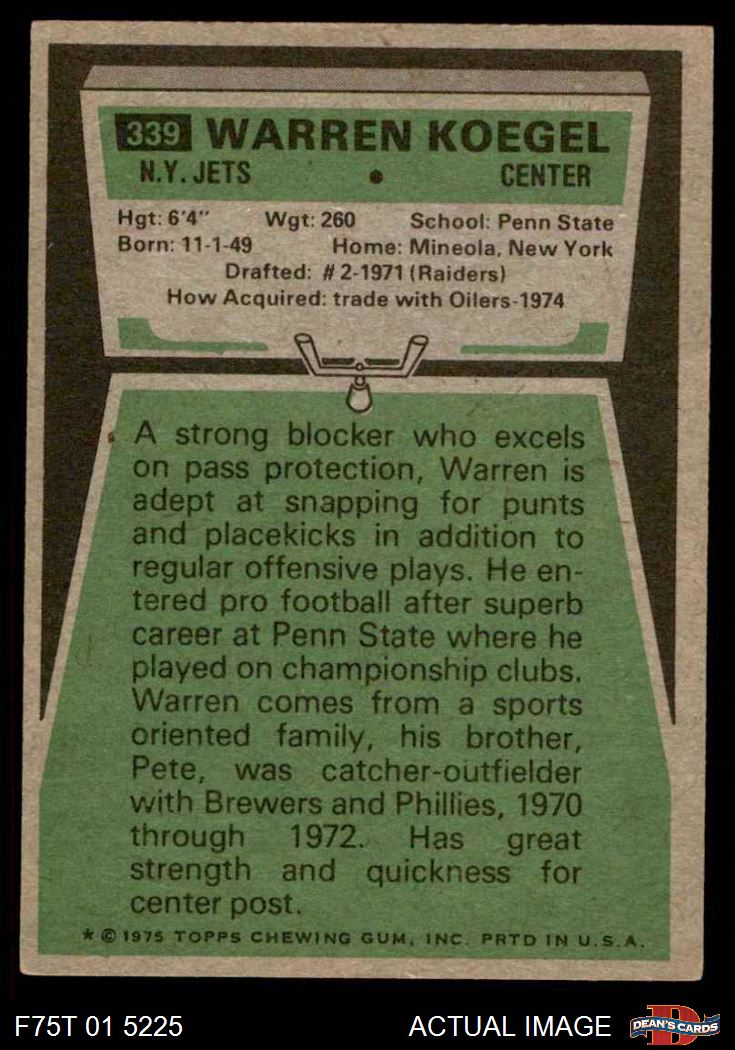 339 WARREN KOEGEL
N.Y. JETS • CENTER
Hgt: 6'4" Wgt: 260 School: Penn State
Born: 11-1-49 Home: Mineola, New York
Drafted: #2-1971 (Raiders)
How Acquired: trade with Oilers-1974
A strong blocker who excels
on pass protection, Warren is
adept at snapping for punts
and placekicks in addition to
regular offensive plays. He en-
tered pro football after superb
career at Penn State where he
played on championship clubs.
Warren comes from a sports
oriented family, his brother,
Pete, was catcher-outfielder
with Brewers and Phillies, 1970
through 1972. Has great
strength and quickness for
center post.
* © 1975 TOPPS CHEWING GUM, INC. PRTD IN U.S.A.
F75T 01 5225 ACTUAL IMAGE D DEAN'S CARDS